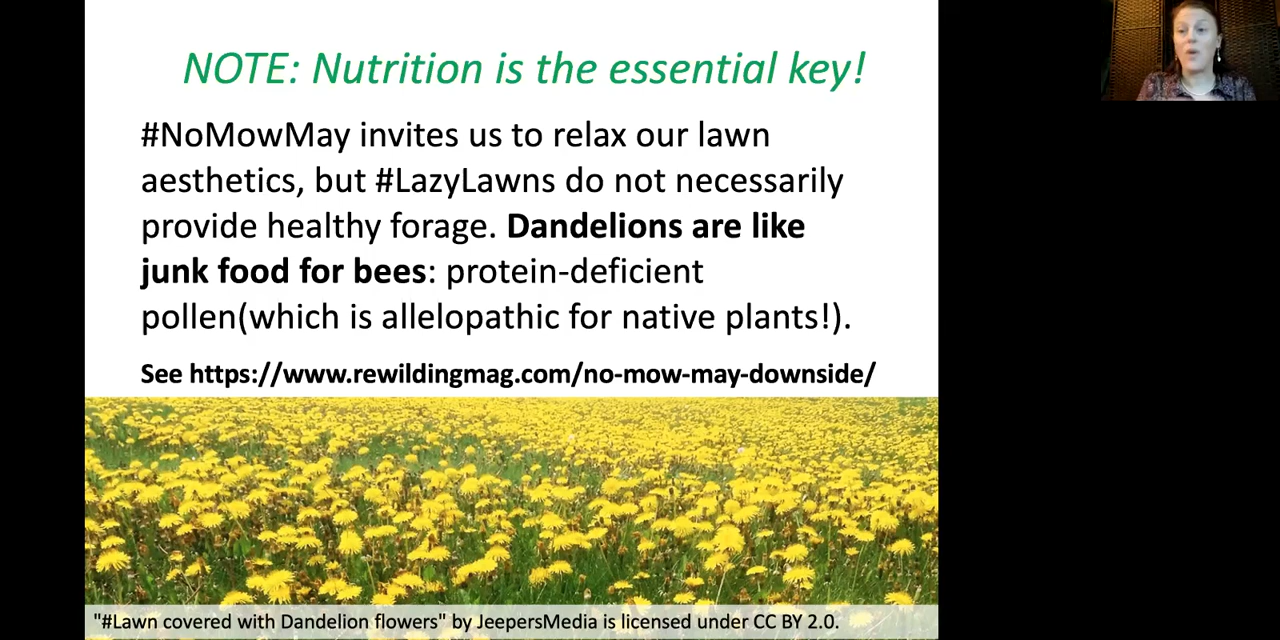 NOTE: Nutrition is the essential key!
#NoMowMay invites us to relax our lawn
aesthetics, but #LazyLawns do not necessarily
provide healthy forage. Dandelions are like
junk food for bees: protein-deficient
pollen(which is allelopathic for native plants!).
See https://www.rewildingmag.com/no-mow-may-downside/
"#Lawn covered with Dandelion flowers" by JeepersMedia is licensed under CC BY 2.0.